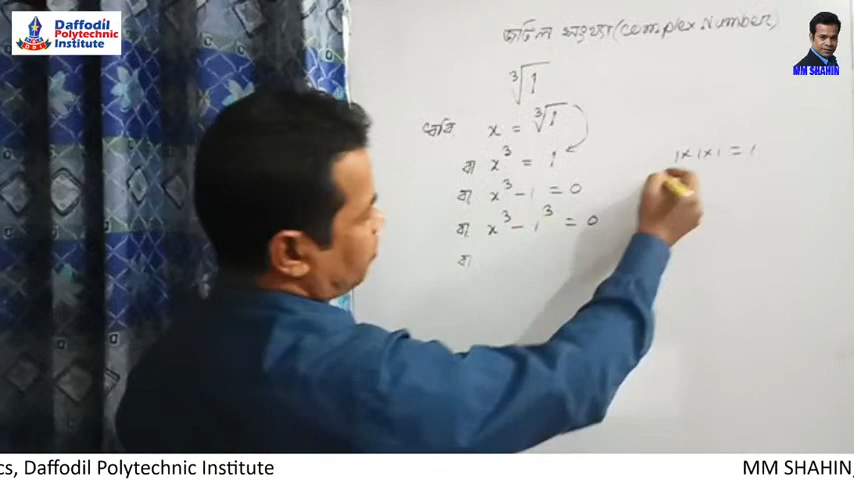 Daffodil
Polytechnic
Institute
জটিল সংখ্যা (Complex Number)
MM SHAHIN
∛1
ধরি x = ∛1
বা x³ = 1
1×1×1 = 1
বা, x³ - 1 = 0
বা, x³ - 1³ = 0
বা
cs, Daffodil Polytechnic Institute
MM SHAHIN,